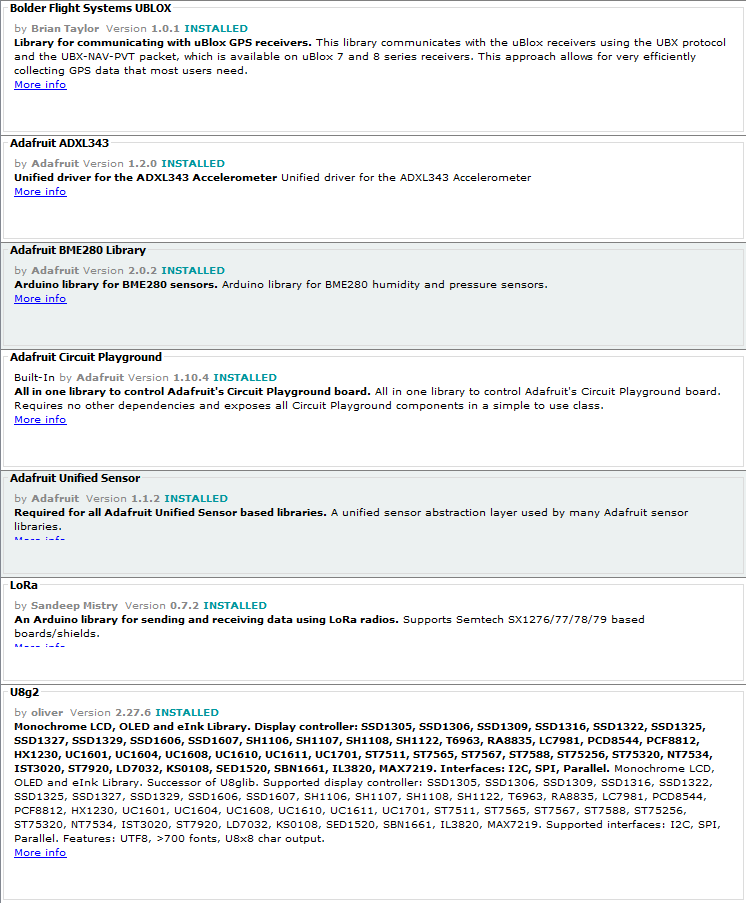 Bolder Flight Systems UBLOX
by Brian Taylor Version 1.0.1 INSTALLED
Library for communicating with uBlox GPS receivers. This library communicates with the uBlox receivers using the UBX protocol
and the UBX-NAV-PVT packet, which is available on uBlox 7 and 8 series receivers. This approach allows for very efficiently
collecting GPS data that most users need.
More info
Adafruit ADXL343
by Adafruit Version 1.2.0 INSTALLED
Unified driver for the ADXL343 Accelerometer Unified driver for the ADXL343 Accelerometer
More info
Adafruit BME280 Library
by Adafruit Version 2.0.2 INSTALLED
Arduino library for BME280 sensors. Arduino library for BME280 humidity and pressure sensors.
More info
Adafruit Circuit Playground
Built-In by Adafruit Version 1.10.4 INSTALLED
All in one library to control Adafruit's Circuit Playground board. All in one library to control Adafruit's Circuit Playground board.
Requires no other dependencies and exposes all Circuit Playground components in a simple to use class.
More info
Adafruit Unified Sensor
by Adafruit Version 1.1.2 INSTALLED
Required for all Adafruit Unified Sensor based libraries. A unified sensor abstraction layer used by many Adafruit sensor
libraries.
More info
LoRa
by Sandeep Mistry Version 0.7.2 INSTALLED
An Arduino library for sending and receiving data using LoRa radios. Supports Semtech SX1276/77/78/79 based
boards/shields.
More info
U8g2
by oliver Version 2.27.6 INSTALLED
Monochrome LCD, OLED and eInk Library. Display controller: SSD1305, SSD1306, SSD1309, SSD1316, SSD1322, SSD1325,
SSD1327, SSD1329, SSD1606, SSD1607, SH1106, SH1107, SH1108, SH1122, T6963, RA8835, LC7981, PCD8544, PCF8812,
HX1230, UC1601, UC1604, UC1608, UC1610, UC1611, UC1701, ST7511, ST7565, ST7567, ST7588, ST75256, ST75320, NT7534,
IST3020, ST7920, LD7032, KS0108, SED1520, SBN1661, IL3820, MAX7219. Interfaces: I2C, SPI, Parallel. Monochrome LCD,
OLED and eInk Library. Successor of U8glib. Supported display controller: SSD1305, SSD1306, SSD1309, SSD1316, SSD1322,
SSD1325, SSD1327, SSD1329, SSD1606, SSD1607, SH1106, SH1107, SH1108, SH1122, T6963, RA8835, LC7981, PCD8544,
PCF8812, HX1230, UC1601, UC1604, UC1608, UC1610, UC1611, UC1701, ST7511, ST7565, ST7567, ST7588, ST75256,
ST75320, NT7534, IST3020, ST7920, LD7032, KS0108, SED1520, SBN1661, IL3820, MAX7219. Supported interfaces: I2C, SPI,
Parallel. Features: UTF8, >700 fonts, U8x8 char output.
More info